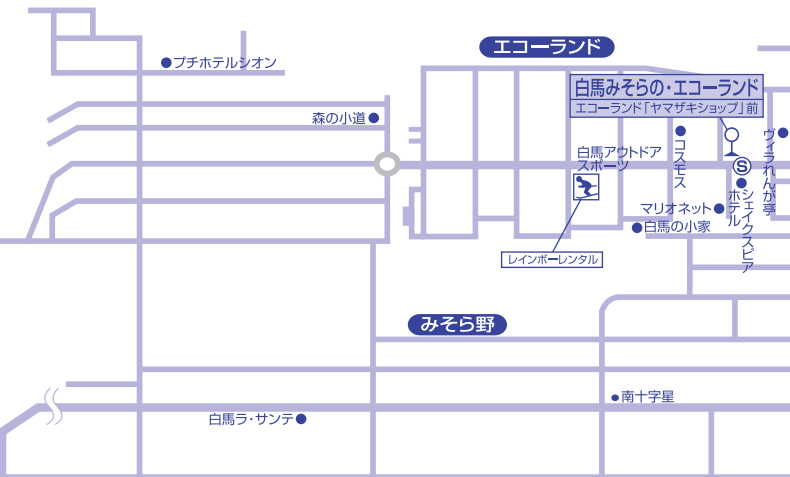 エコーランド
プチホテルシオン
白馬みそらの・エコーランド
エコーランド「ヤマザキショップ」前
森の小道
コスモス
ヴィラれんが亭
白馬アウトドア
スポーツ
S
マリオネット
シェイクスピア
ホテル
白馬の小家
レインボーレンタル
みそら野
南十字星
白馬ラ・サンテ